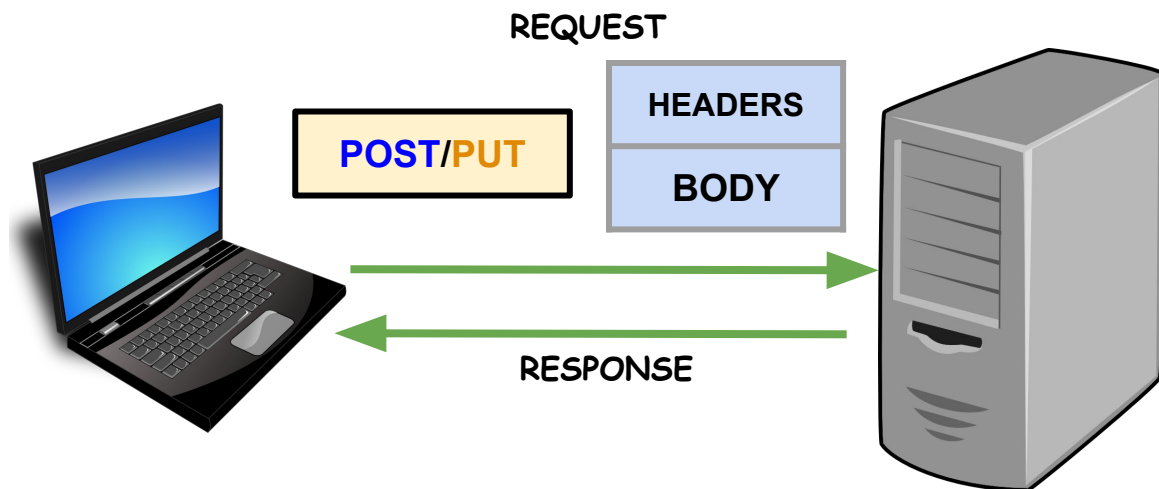 REQUEST
HEADERS
POST/PUT
BODY
RESPONSE